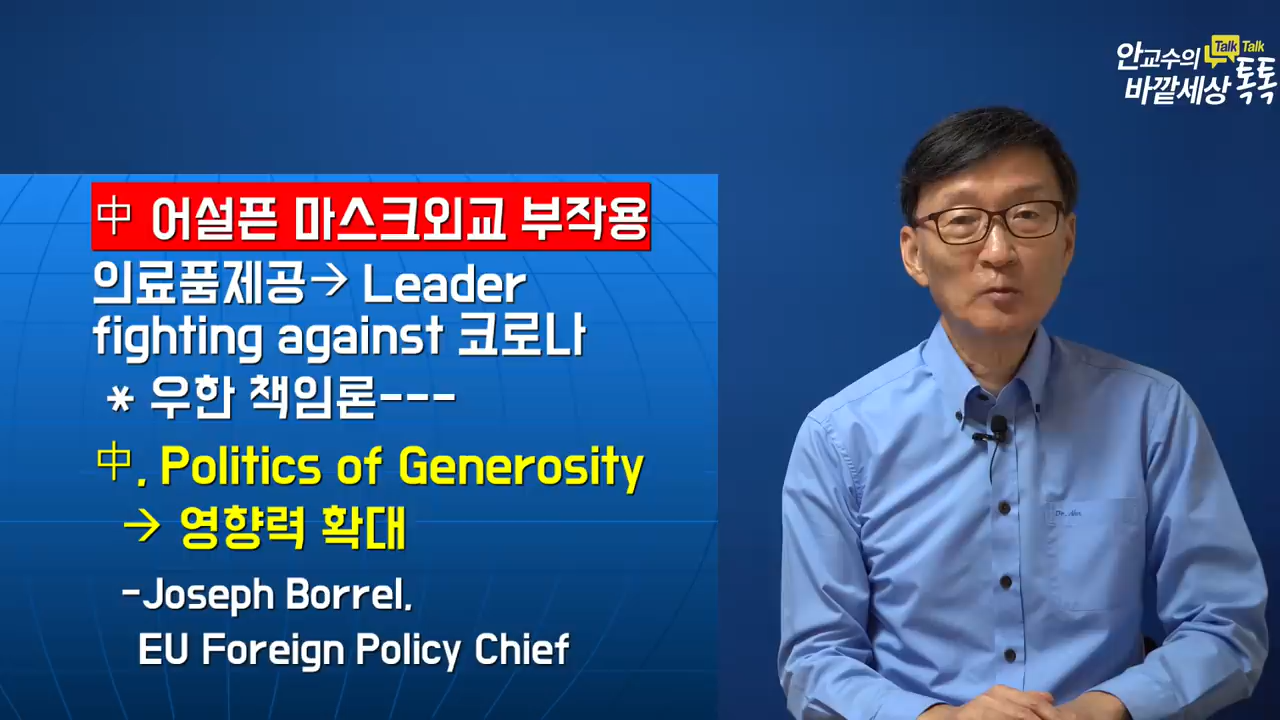 안교수의 Talk Talk
바깥세상 톡톡
中 어설픈 마스크외교 부작용
의료품제공→ Leader
fighting against 코로나
* 우한 책임론---
中. Politics of Generosity
→ 영향력 확대
-Joseph Borrel.
EU Foreign Policy Chief
Dr. Ahn